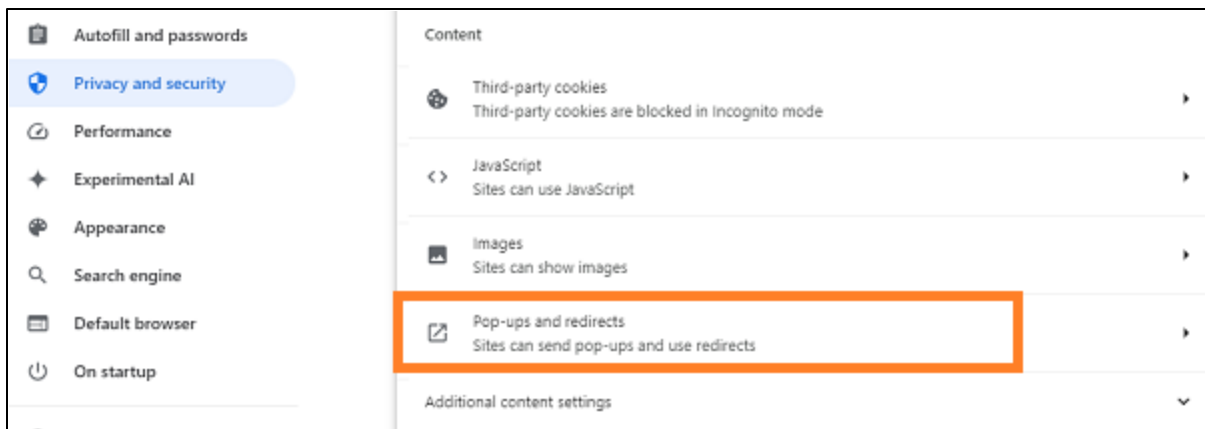 Autofill and passwords
Privacy and security
Performance
Experimental AI
Appearance
Search engine
Default browser
On startup
Content
Third-party cookies
Third-party cookies are blocked in Incognito mode
JavaScript
Sites can use JavaScript
Images
Sites can show images
Pop-ups and redirects
Sites can send pop-ups and use redirects
Additional content settings